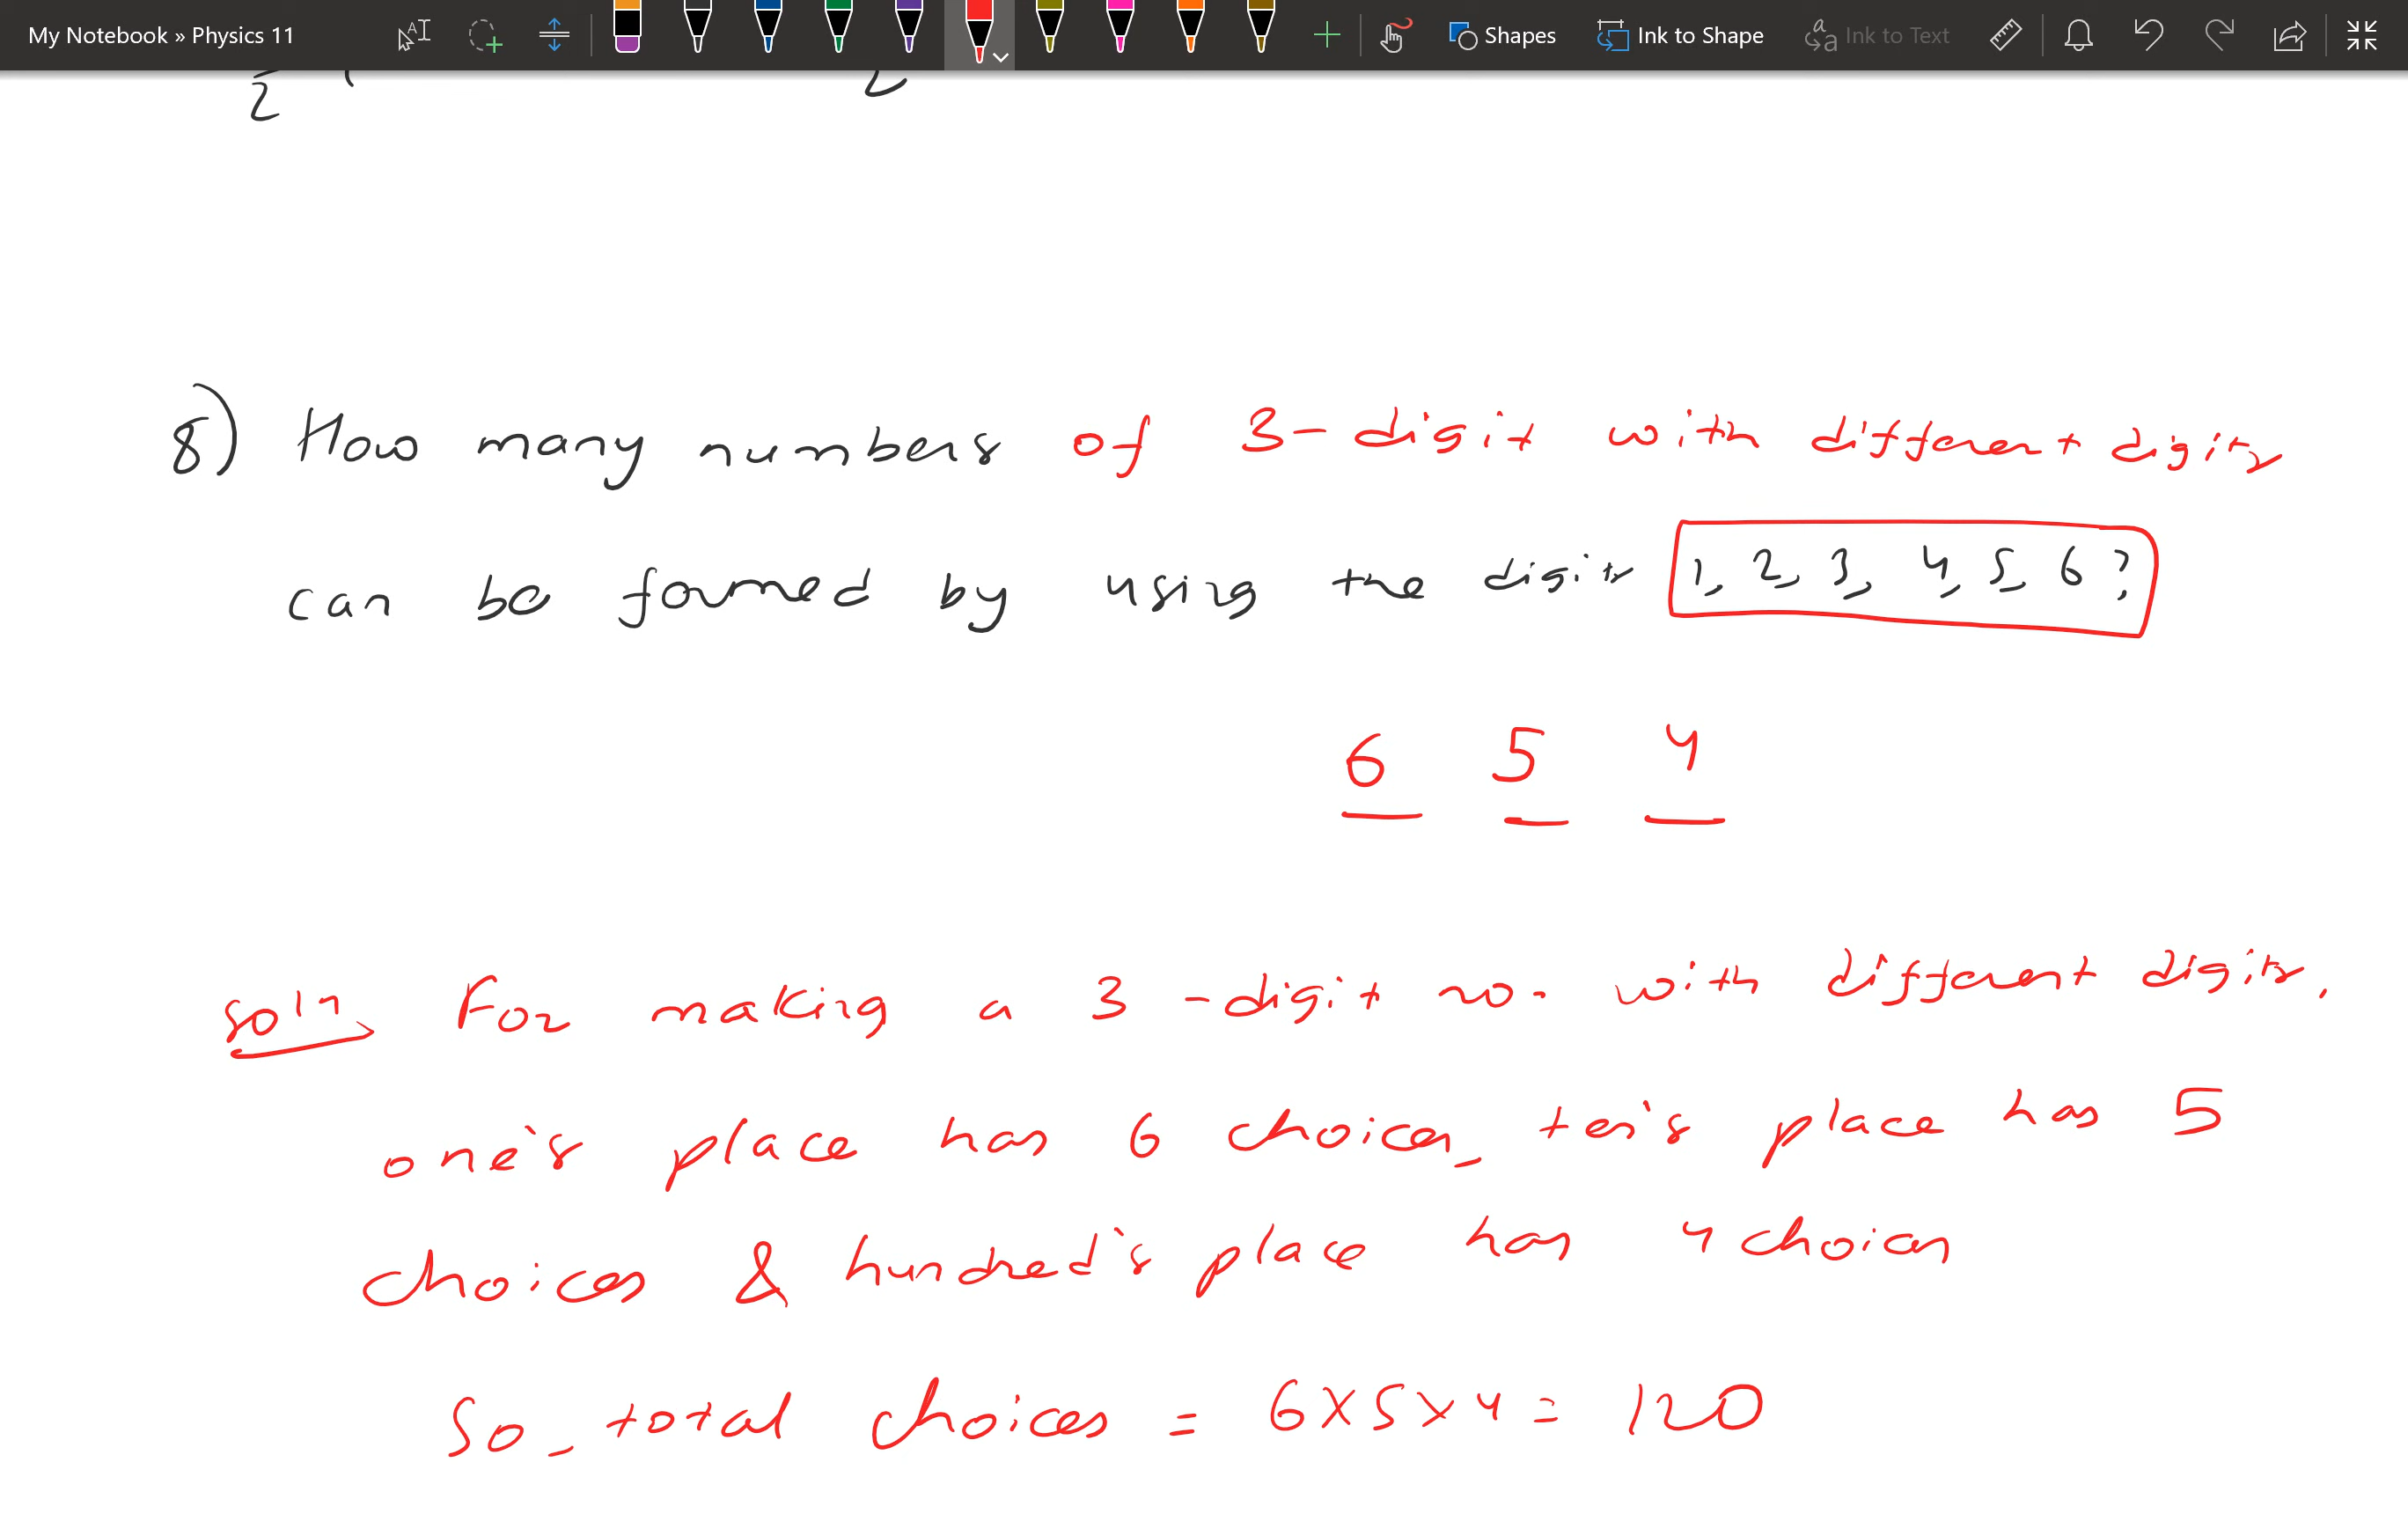 My Notebook » Physics 11 Shapes Ink to Shape Ink to Text
2 2
8) How many numbers of 3-digit with different digits
can be formed by using the digits 1, 2, 3, 4, 5, 6 ?
6 5 4
soln For making a 3-digit no. with different digits,
one's place has 6 choices, ten's place has 5
choices & hundred's place has 4 choices
So, total choices = 6 X 5 X 4 = 120